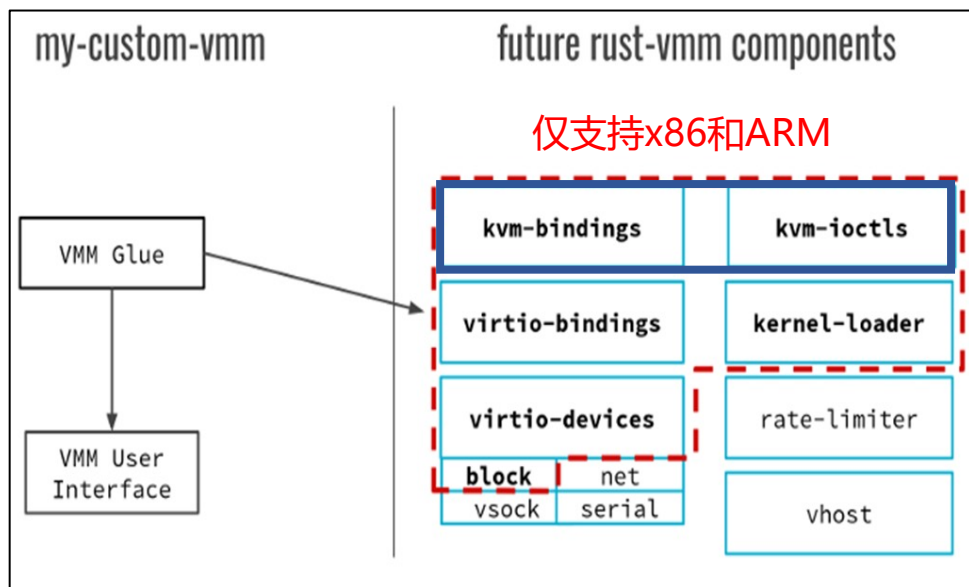 my-custom-vmm
future rust-vmm components
仅支持x86和ARM
VMM Glue
VMM User
Interface
kvm-bindings
kvm-ioctls
virtio-bindings
kernel-loader
virtio-devices
rate-limiter
block
net
vsock
serial
vhost